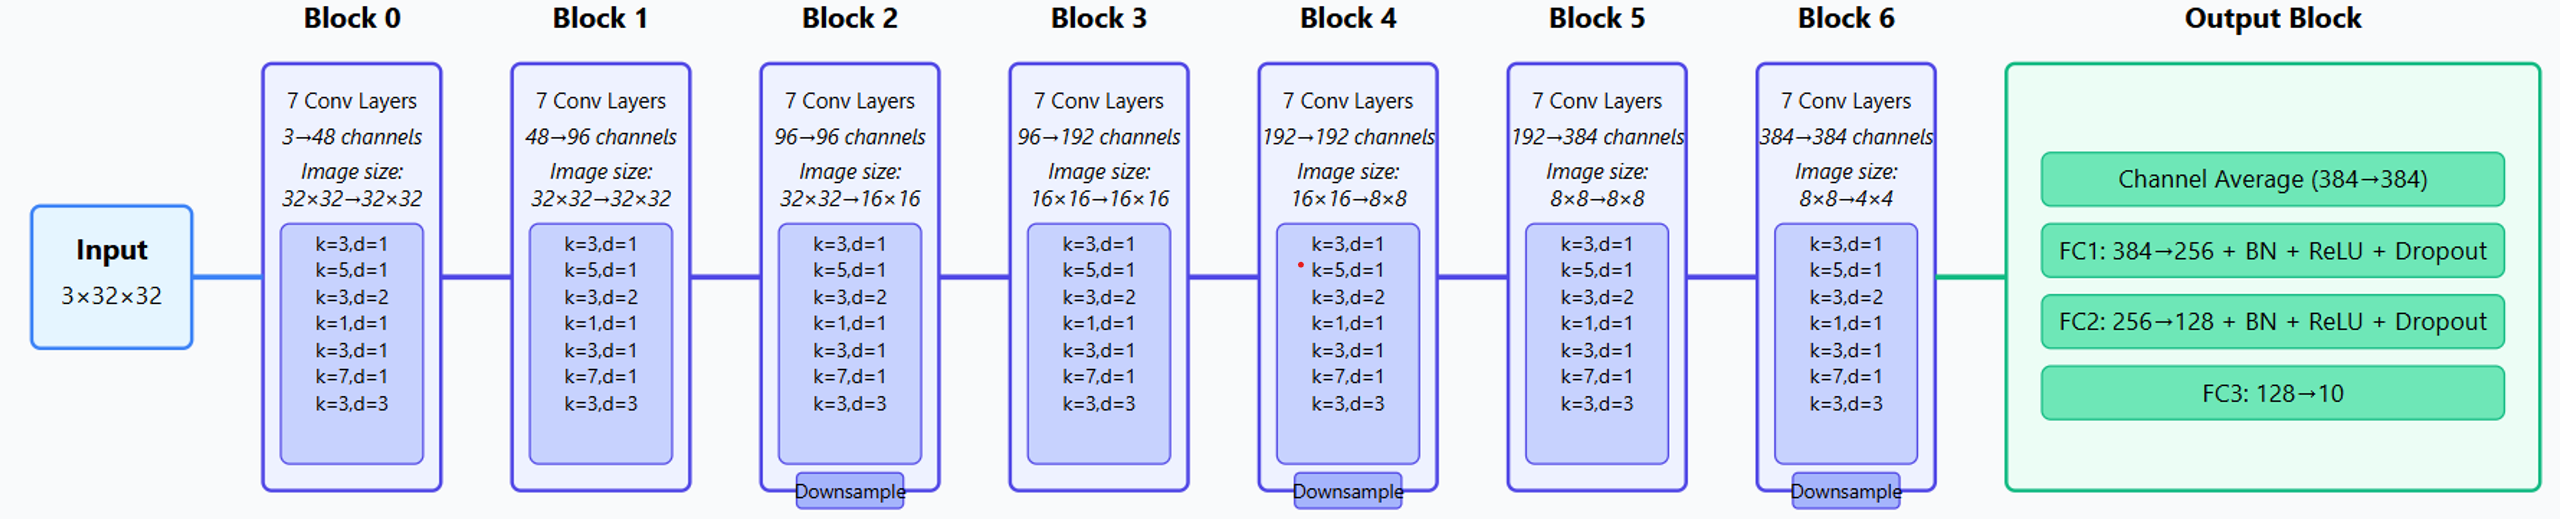 Block 0
Block 1
Block 2
Block 3
Block 4
Block 5
Block 6
Output Block
Input
3×32×32
7 Conv Layers
3→48 channels
Image size:
32×32→32×32
k=3,d=1
k=5,d=1
k=3,d=2
k=1,d=1
k=3,d=1
k=7,d=1
k=3,d=3
7 Conv Layers
48→96 channels
Image size:
32×32→32×32
k=3,d=1
k=5,d=1
k=3,d=2
k=1,d=1
k=3,d=1
k=7,d=1
k=3,d=3
7 Conv Layers
96→96 channels
Image size:
32×32→16×16
k=3,d=1
k=5,d=1
k=3,d=2
k=1,d=1
k=3,d=1
k=7,d=1
k=3,d=3
Downsample
7 Conv Layers
96→192 channels
Image size:
16×16→16×16
k=3,d=1
k=5,d=1
k=3,d=2
k=1,d=1
k=3,d=1
k=7,d=1
k=3,d=3
7 Conv Layers
192→192 channels
Image size:
16×16→8×8
k=3,d=1
k=5,d=1
k=3,d=2
k=1,d=1
k=3,d=1
k=7,d=1
k=3,d=3
Downsample
7 Conv Layers
192→384 channels
Image size:
8×8→8×8
k=3,d=1
k=5,d=1
k=3,d=2
k=1,d=1
k=3,d=1
k=7,d=1
k=3,d=3
7 Conv Layers
384→384 channels
Image size:
8×8→4×4
k=3,d=1
k=5,d=1
k=3,d=2
k=1,d=1
k=3,d=1
k=7,d=1
k=3,d=3
Downsample
Channel Average (384→384)
FC1: 384→256 + BN + ReLU + Dropout
FC2: 256→128 + BN + ReLU + Dropout
FC3: 128→10